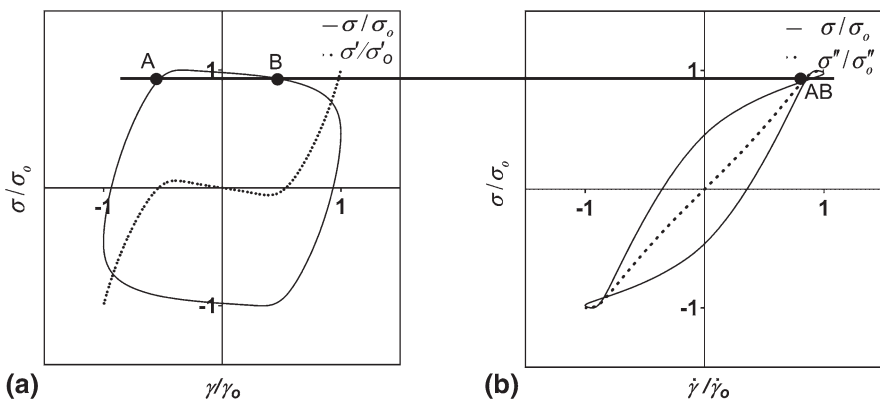 — σ/σₒ
··· σ'/σ'ₒ
A
B
1
σ/σₒ
-1
1
-1
(a)
γ/γₒ
— σ/σₒ
·· σ''/σ''ₒ
1
AB
σ/σₒ
-1
1
-1
(b)
γ̇/γ̇ₒ